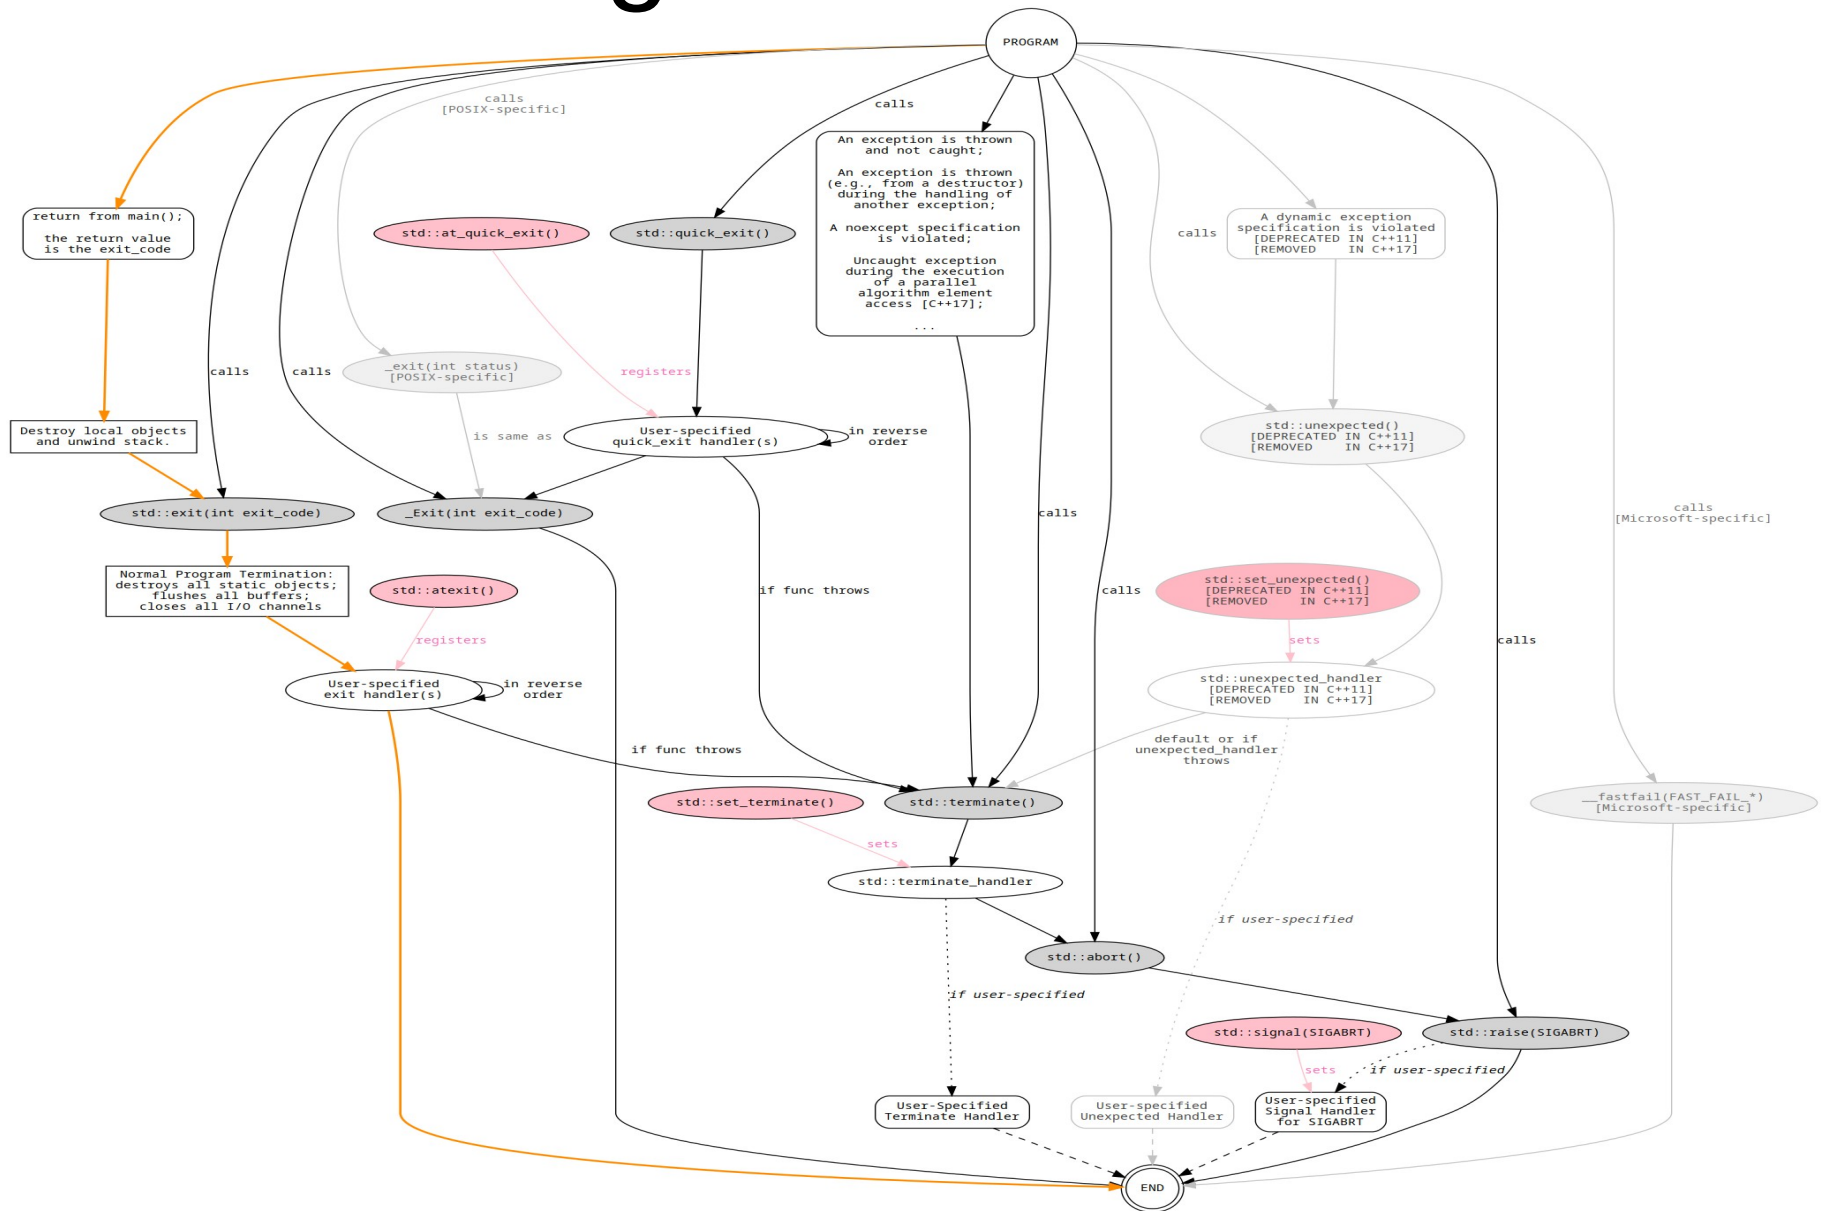 PROGRAM
calls
[POSIX-specific]
calls
An exception is thrown
and not caught;
An exception is thrown
(e.g., from a destructor)
during the handling of
another exception;
A noexcept specification
is violated;
Uncaught exception
during the execution
of a parallel
algorithm element
access [C++17];
...
return from main();
the return value
is the exit_code
std::at_quick_exit()
std::quick_exit()
calls
A dynamic exception
specification is violated
[DEPRECATED IN C++11]
[REMOVED    IN C++17]
calls
calls
_exit(int status)
[POSIX-specific]
registers
Destroy local objects
and unwind stack.
is same as
User-specified
quick_exit handler(s)
in reverse
order
std::unexpected()
[DEPRECATED IN C++11]
[REMOVED    IN C++17]
std::exit(int exit_code)
_Exit(int exit_code)
calls
calls
[Microsoft-specific]
Normal Program Termination:
destroys all static objects;
flushes all buffers;
closes all I/O channels
std::atexit()
if func throws
calls
std::set_unexpected()
[DEPRECATED IN C++11]
[REMOVED    IN C++17]
registers
sets
calls
User-specified
exit handler(s)
in reverse
order
std::unexpected_handler
[DEPRECATED IN C++11]
[REMOVED    IN C++17]
if func throws
default or if
unexpected_handler
throws
std::set_terminate()
std::terminate()
__fastfail(FAST_FAIL_*)
[Microsoft-specific]
sets
std::terminate_handler
if user-specified
std::abort()
if user-specified
std::signal(SIGABRT)
std::raise(SIGABRT)
sets
if user-specified
User-Specified
Terminate Handler
User-specified
Unexpected Handler
User-specified
Signal Handler
for SIGABRT
END